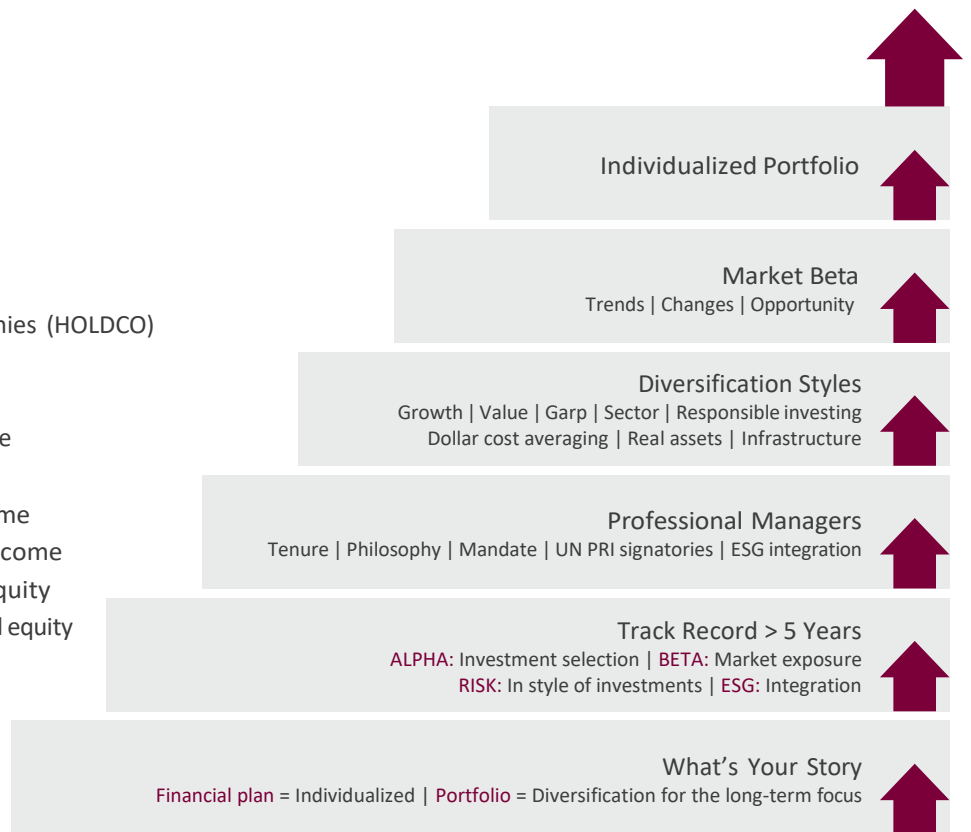 Individualized Portfolio
Market Beta
Trends | Changes | Opportunity
(HOLDCO)
Diversification Styles
Growth | Value | Garp | Sector | Responsible investing
Dollar cost averaging | Real assets | Infrastructure
Professional Managers
Tenure | Philosophy | Mandate | UN PRI signatories | ESG integration
equity
Track Record > 5 Years
ALPHA: Investment selection | BETA: Market exposure
RISK: In style of investments | ESG: Integration
What's Your Story
Financial plan = Individualized | Portfolio = Diversification for the long-term focus